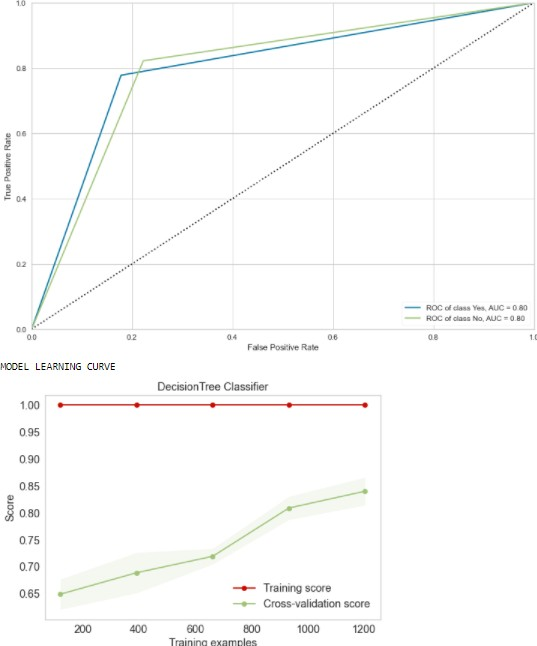 1.0
True Positive Rate
0.8
0.6
0.4
0.2
0.0
ROC of class Yes, AUC = 0.80
ROC of class No, AUC = 0.80
0.0 0.2 0.4 0.6 0.8 1.0
False Positive Rate
MODEL LEARNING CURVE
DecisionTree Classifier
1.00
0.95
0.90
0.85
0.80
0.75
0.70
0.65
Score
Training score
Cross-validation score
200 400 600 800 1000 1200
Training examples